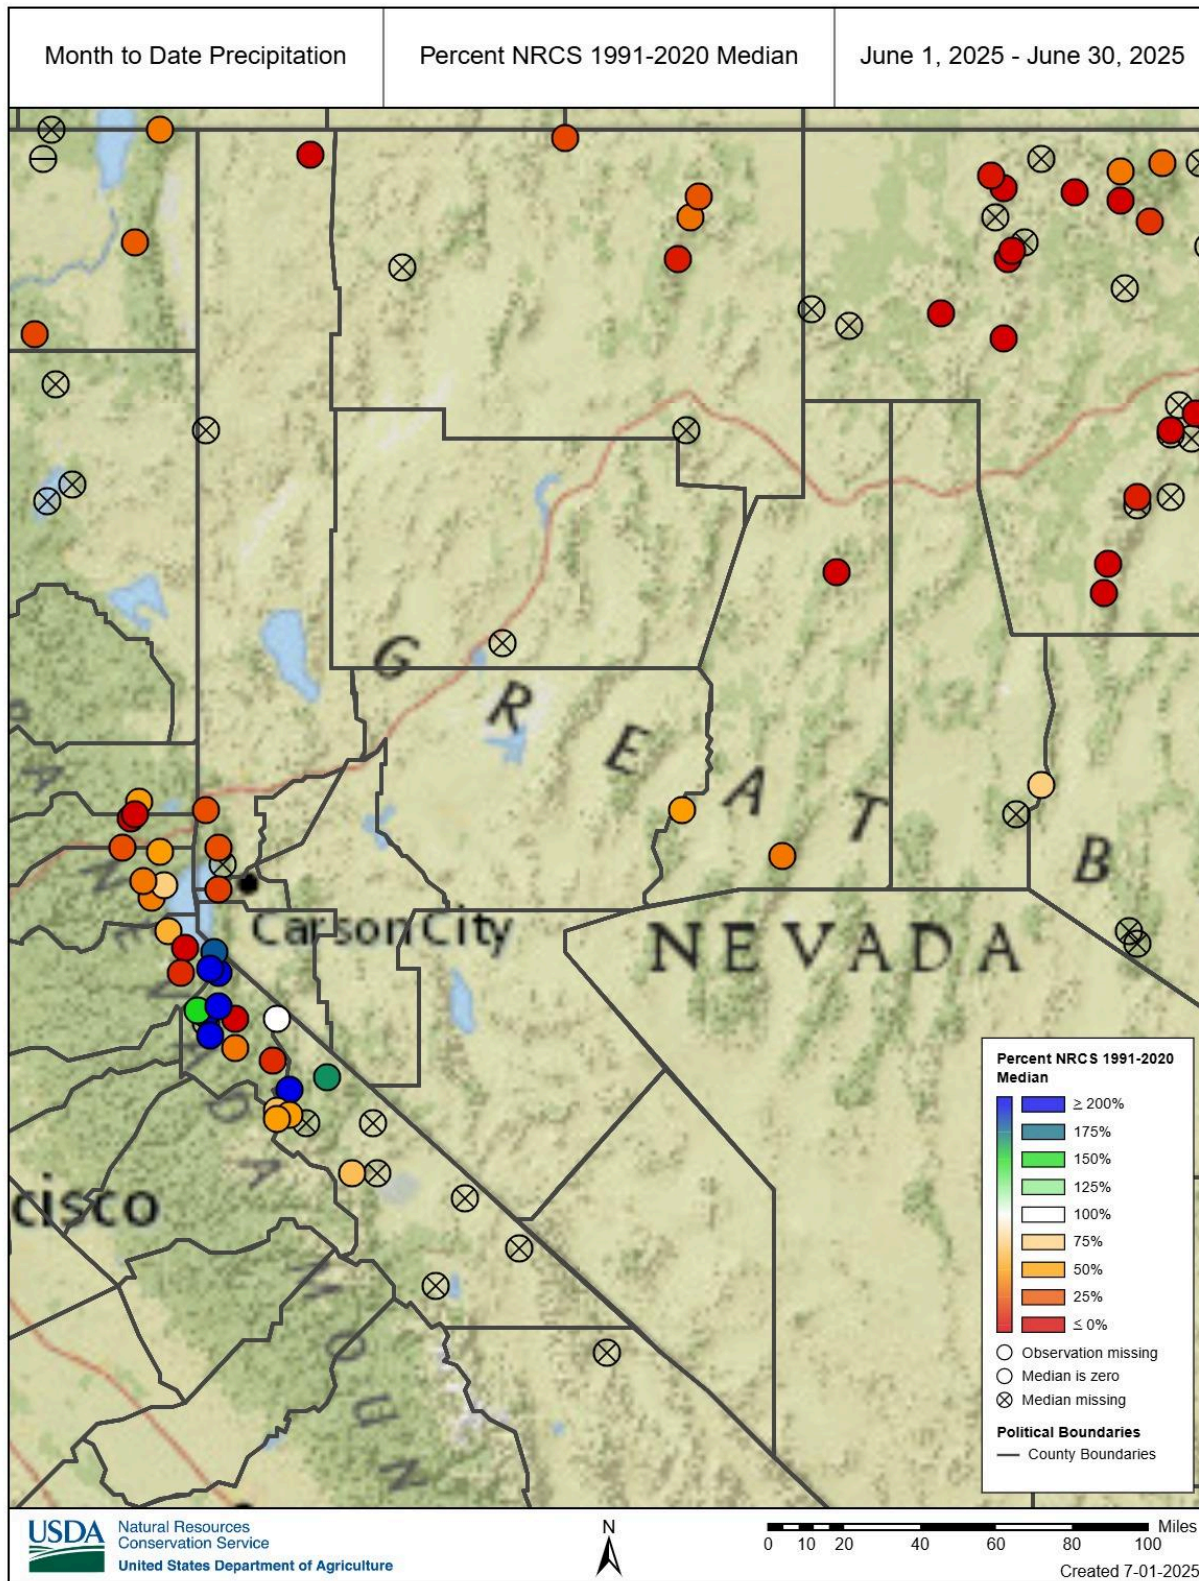 Month to Date Precipitation
Percent NRCS 1991-2020 Median
June 1, 2025 - June 30, 2025
G
R
E
A
T
B
Carson City
NEVADA
cisco
A
N
E
V
A
D
A
M
O
U
N
Percent NRCS 1991-2020
Median
≥ 200%
175%
150%
125%
100%
75%
50%
25%
≤ 0%
Observation missing
Median is zero
Median missing
Political Boundaries
County Boundaries
USDA
Natural Resources
Conservation Service
United States Department of Agriculture
N
Miles
0 10 20 40 60 80 100
Created 7-01-2025